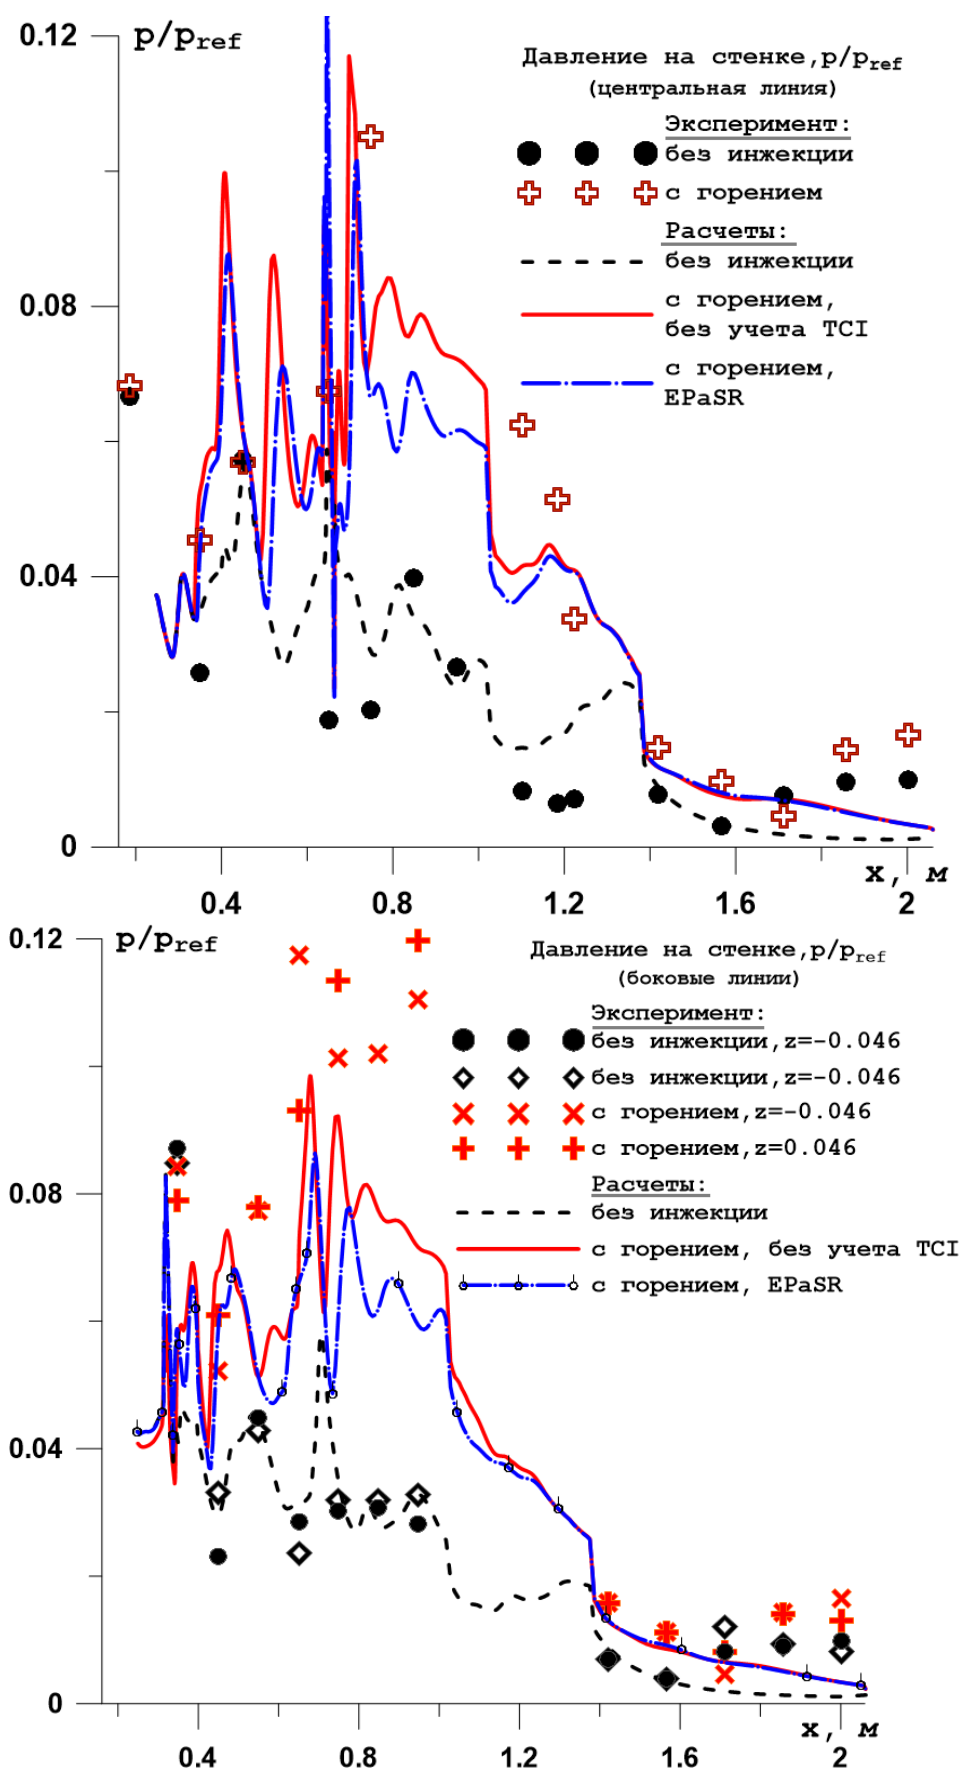 0.12
p/pref
Давление на стенке,p/pref
(центральная линия)
Эксперимент:
без инжекции
с горением
Расчеты:
без инжекции
с горением,
без учета TCI
с горением,
EPaSR
0.08
0.04
0
x, м
0.4 0.8 1.2 1.6 2
0.12
p/pref
Давление на стенке,p/pref
(боковые линии)
Эксперимент:
без инжекции,z=-0.046
без инжекции,z=-0.046
с горением,z=-0.046
с горением,z=0.046
Расчеты:
без инжекции
с горением, без учета TCI
с горением, EPaSR
0.08
0.04
0
x, м
0.4 0.8 1.2 1.6 2